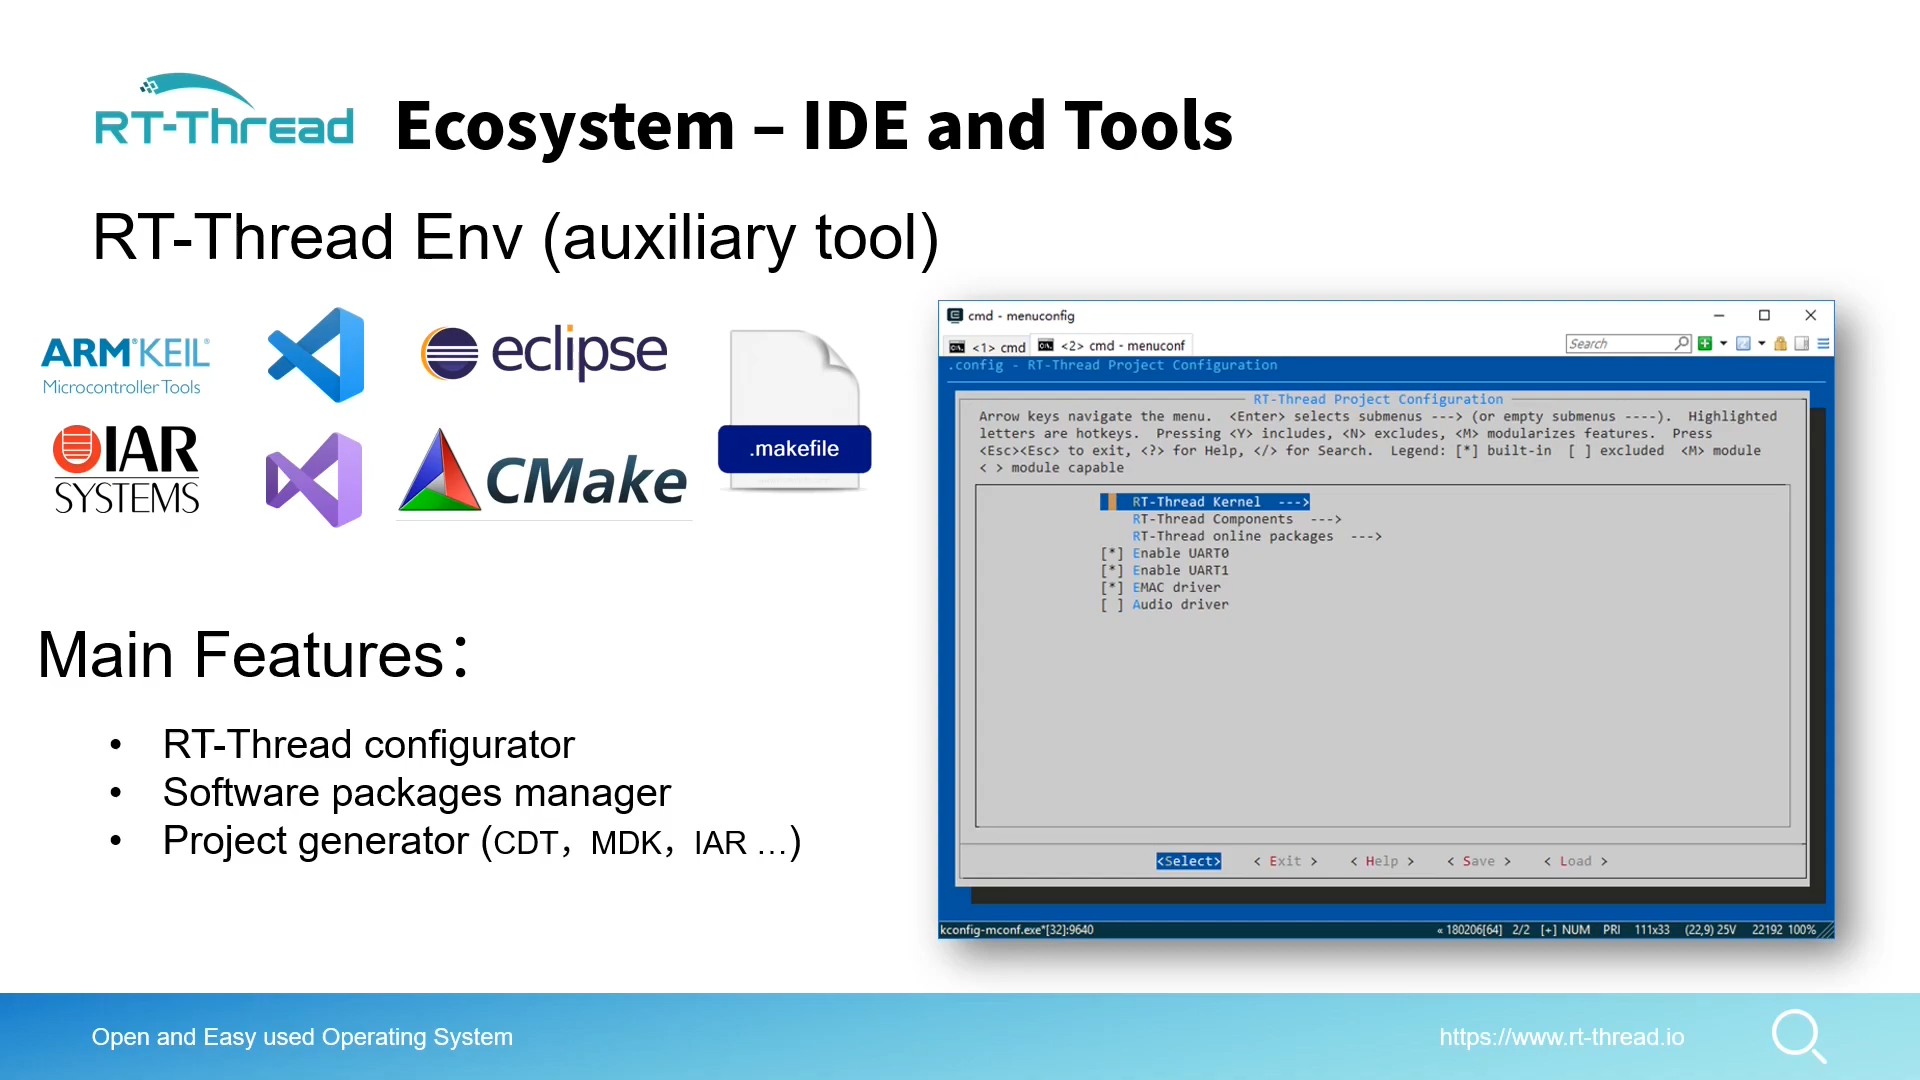 RT-Thread
Ecosystem – IDE and Tools
RT-Thread Env (auxiliary tool)
ARM®KEIL®
Microcontroller Tools
eclipse
IAR
SYSTEMS
CMake
.makefile
Main Features：
• RT-Thread configurator
• Software packages manager
• Project generator (CDT，MDK，IAR …)
cmd - menuconfig
<1> cmd
<2> cmd - menuconf
Search
.config - RT-Thread Project Configuration
RT-Thread Project Configuration
Arrow keys navigate the menu.  <Enter> selects submenus ---> (or empty submenus ----).  Highlighted
letters are hotkeys.  Pressing <Y> includes, <N> excludes, <M> modularizes features.  Press
<Esc><Esc> to exit, <?> for Help, </> for Search.  Legend: [*] built-in  [ ] excluded  <M> module
< > module capable
RT-Thread Kernel  --->
RT-Thread Components  --->
RT-Thread online packages  --->
[*] Enable UART0
[*] Enable UART1
[*] EMAC driver
[ ] Audio driver
<Select>    < Exit >    < Help >    < Save >    < Load >
kconfig-mconf.exe*[32]:9640
« 180206[64]  2/2  [+] NUM  PRI  111x33  (22,9) 25V  22192 100%
Open and Easy used Operating System
https://www.rt-thread.io